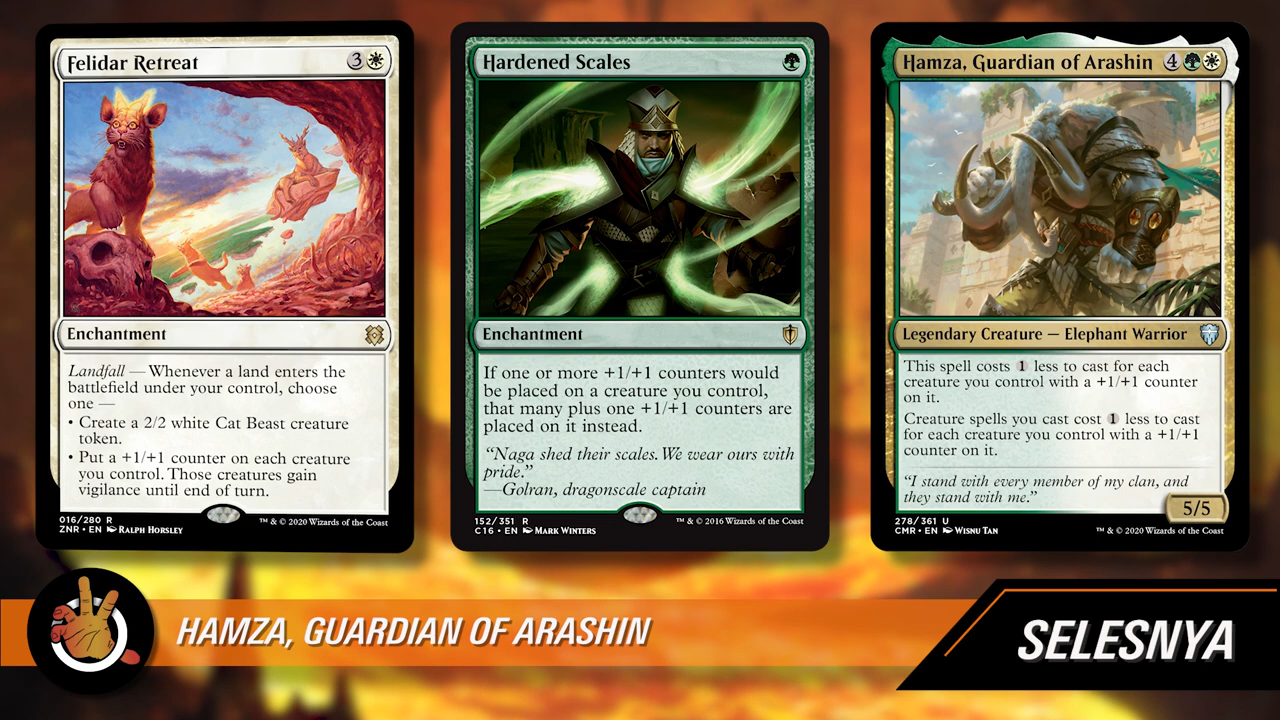 Felidar Retreat 3
Enchantment
Landfall — Whenever a land enters the
battlefield under your control, choose
one —
• Create a 2/2 white Cat Beast creature
token.
• Put a +1/+1 counter on each creature
you control. Those creatures gain
vigilance until end of turn.
016/280 R
ZNR • EN Ralph Horsley
™ & © 2020 Wizards of the Coast
Hardened Scales
Enchantment
If one or more +1/+1 counters would
be placed on a creature you control,
that many plus one +1/+1 counters are
placed on it instead.
“Naga shed their scales. We wear ours with
pride.”
—Golran, dragonscale captain
152/351 R
C16 • EN Mark Winters
™ & © 2016 Wizards of the Coast
Hamza, Guardian of Arashin 4
Legendary Creature — Elephant Warrior
This spell costs 1 less to cast for each
creature you control with a +1/+1 counter
on it.
Creature spells you cast cost 1 less to cast
for each creature you control with a +1/+1
counter on it.
“I stand with every member of my clan, and
they stand with me.”
5/5
278/361 U
CMR • EN Wisnu Tan
™ & © 2020 Wizards of the Coast
HAMZA, GUARDIAN OF ARASHIN
SELESNYA